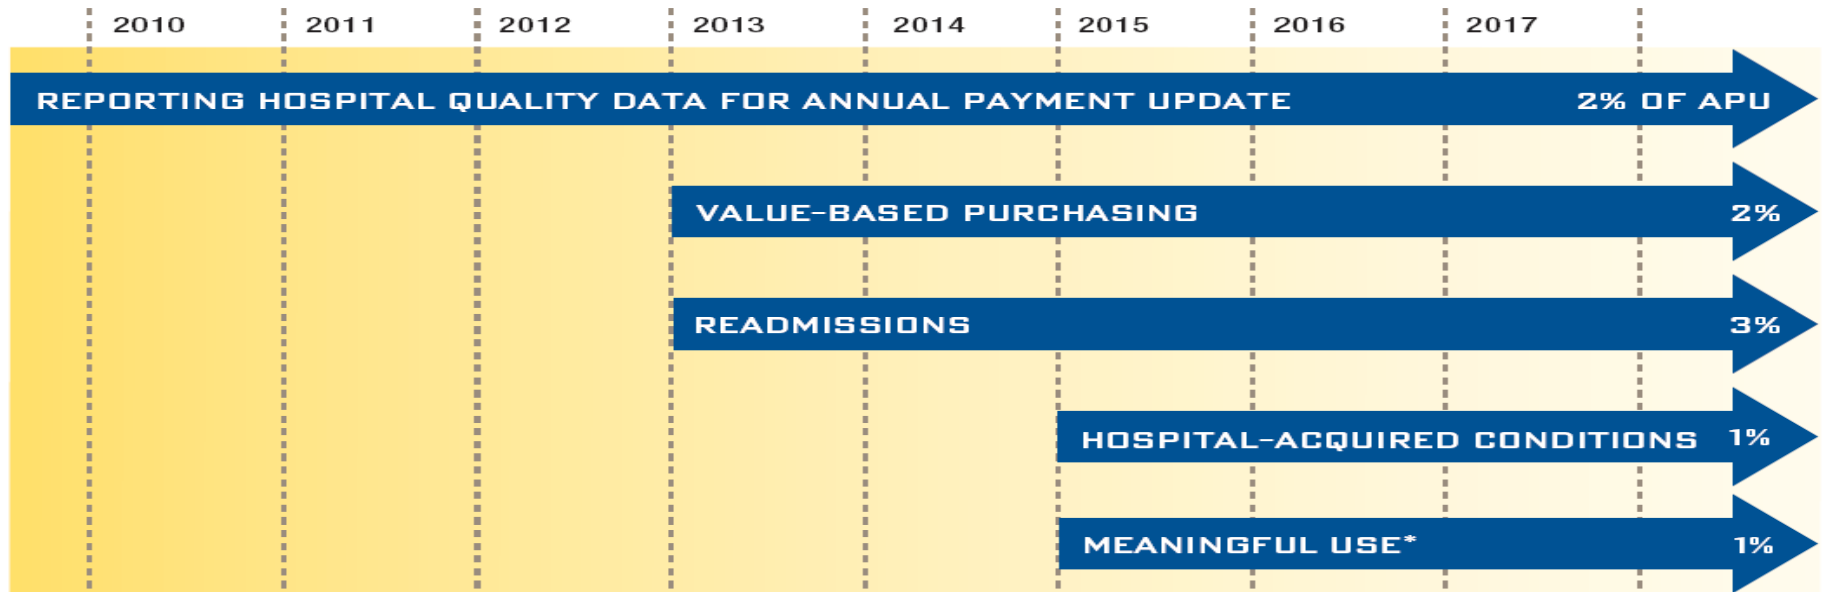 2010 2011 2012 2013 2014 2015 2016 2017
REPORTING HOSPITAL QUALITY DATA FOR ANNUAL PAYMENT UPDATE 2% OF APU
VALUE-BASED PURCHASING 2%
READMISSIONS 3%
HOSPITAL-ACQUIRED CONDITIONS 1%
MEANINGFUL USE* 1%